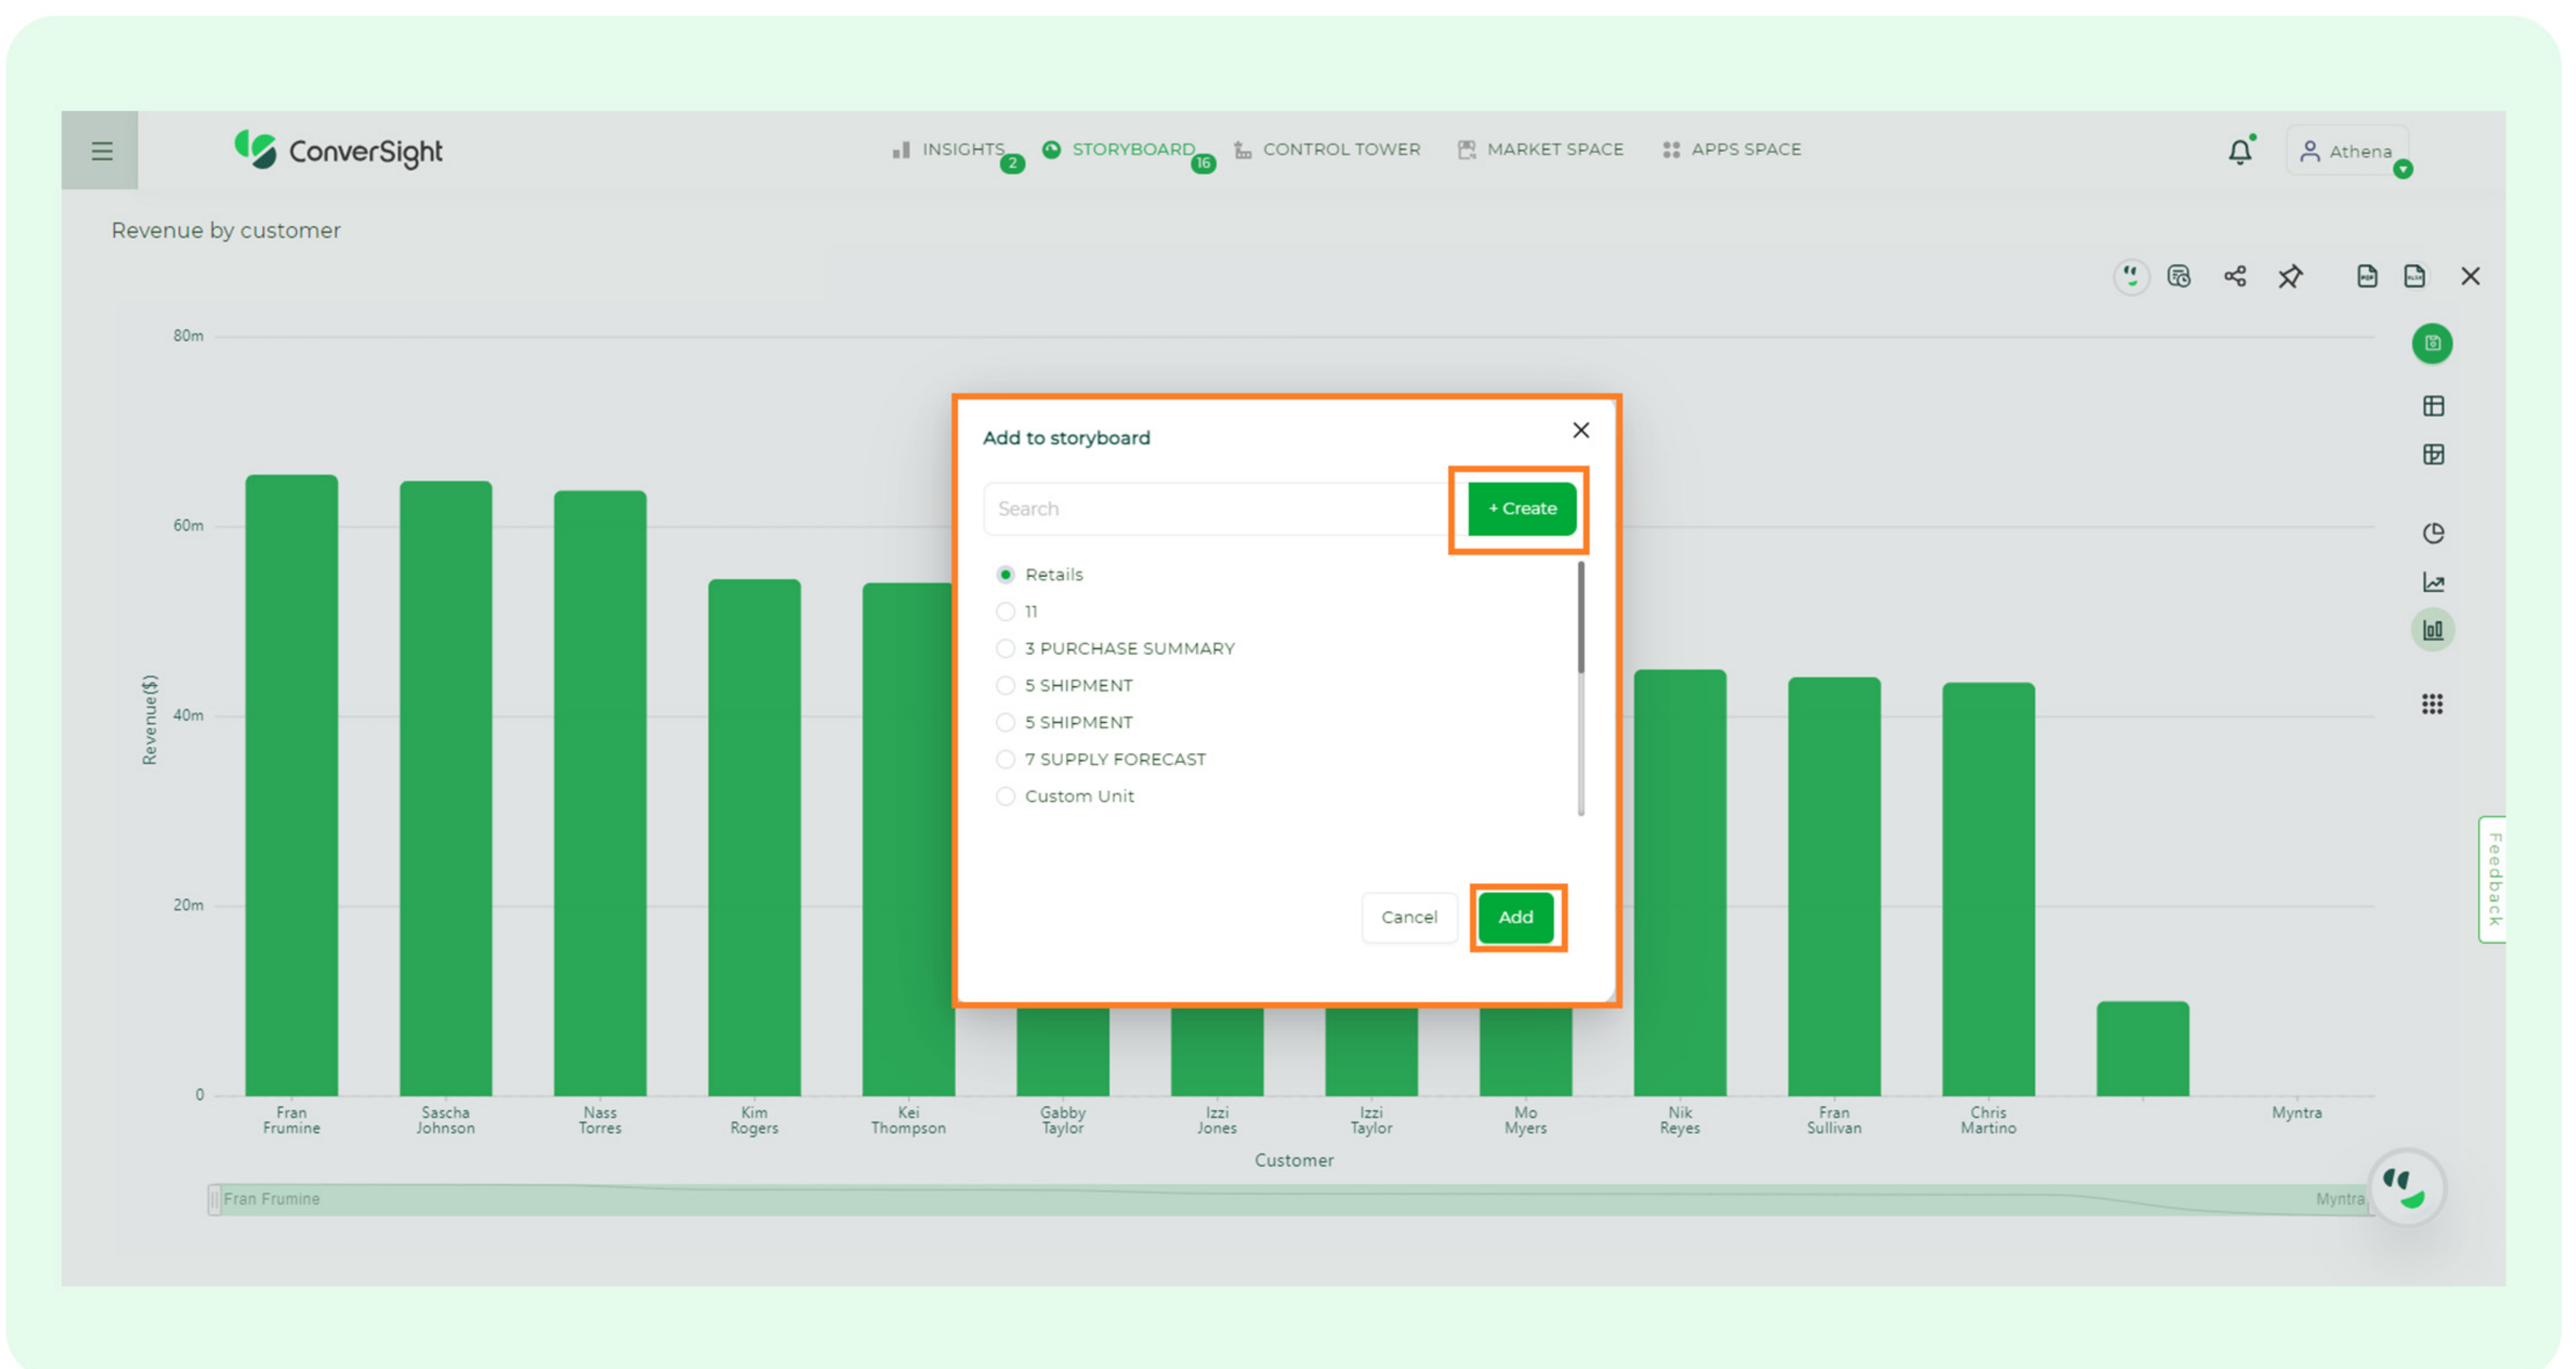 ConverSight
INSIGHTS 2
STORYBOARD 16
CONTROL TOWER
MARKET SPACE
APPS SPACE
Athena
Revenue by customer
80m
60m
40m
20m
0
Revenue($)
Add to storyboard
Search
+ Create
Retails
11
3 PURCHASE SUMMARY
5 SHIPMENT
5 SHIPMENT
7 SUPPLY FORECAST
Custom Unit
Cancel
Add
Feedback
Fran
Frumine
Sascha
Johnson
Nass
Torres
Kim
Rogers
Kei
Thompson
Gabby
Taylor
Izzi
Jones
Izzi
Taylor
Mo
Myers
Nik
Reyes
Fran
Sullivan
Chris
Martino
Myntra
Customer
Fran Frumine
Myntra